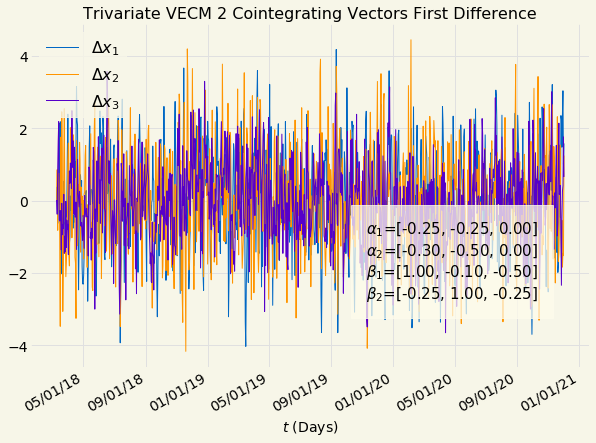 Trivariate VECM 2 Cointegrating Vectors First Difference
Δx₁
Δx₂
Δx₃
4
2
0
−2
−4
α₁=[-0.25, -0.25, 0.00]
α₂=[-0.30, -0.50, 0.00]
β₁=[1.00, -0.10, -0.50]
β₂=[-0.25, 1.00, -0.25]
05/01/18 09/01/18 01/01/19 05/01/19 09/01/19 01/01/20 05/01/20 09/01/20 01/01/21
t (Days)